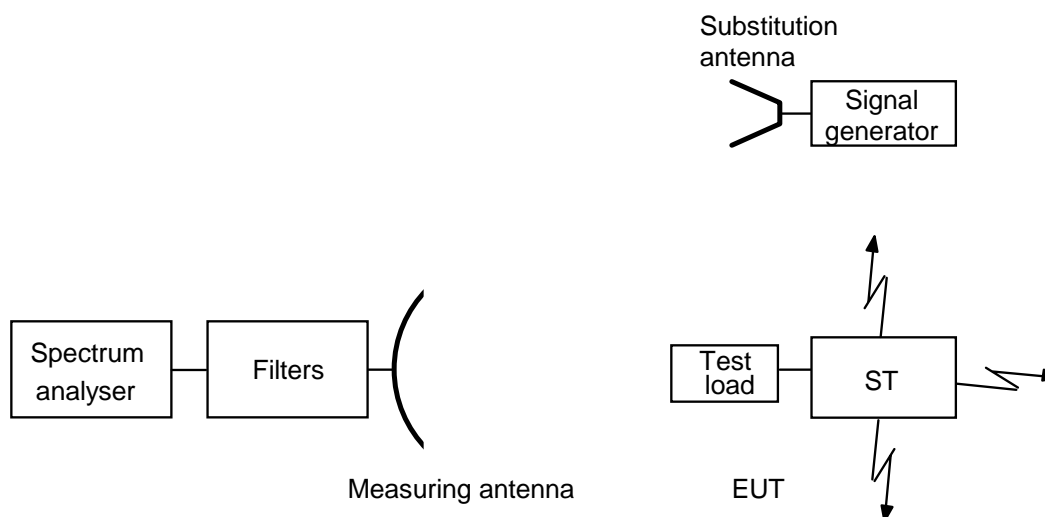 Substitution
antenna
Signal
generator
Spectrum
analyser
Filters
Test
load
ST
Measuring antenna
EUT